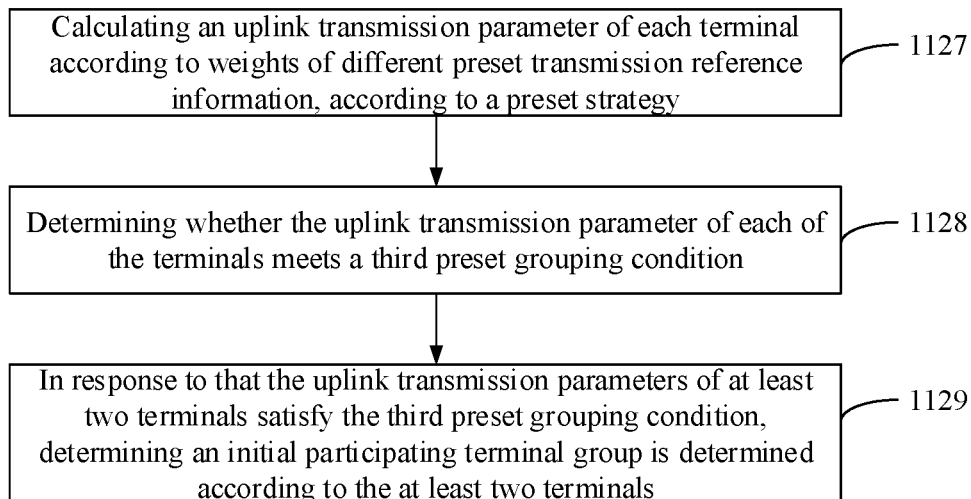 Calculating an uplink transmission parameter of each terminal
according to weights of different preset transmission reference
information, according to a preset strategy
1127
Determining whether the uplink transmission parameter of each of
the terminals meets a third preset grouping condition
1128
In response to that the uplink transmission parameters of at least
two terminals satisfy the third preset grouping condition,
determining an initial participating terminal group is determined
according to the at least two terminals
1129